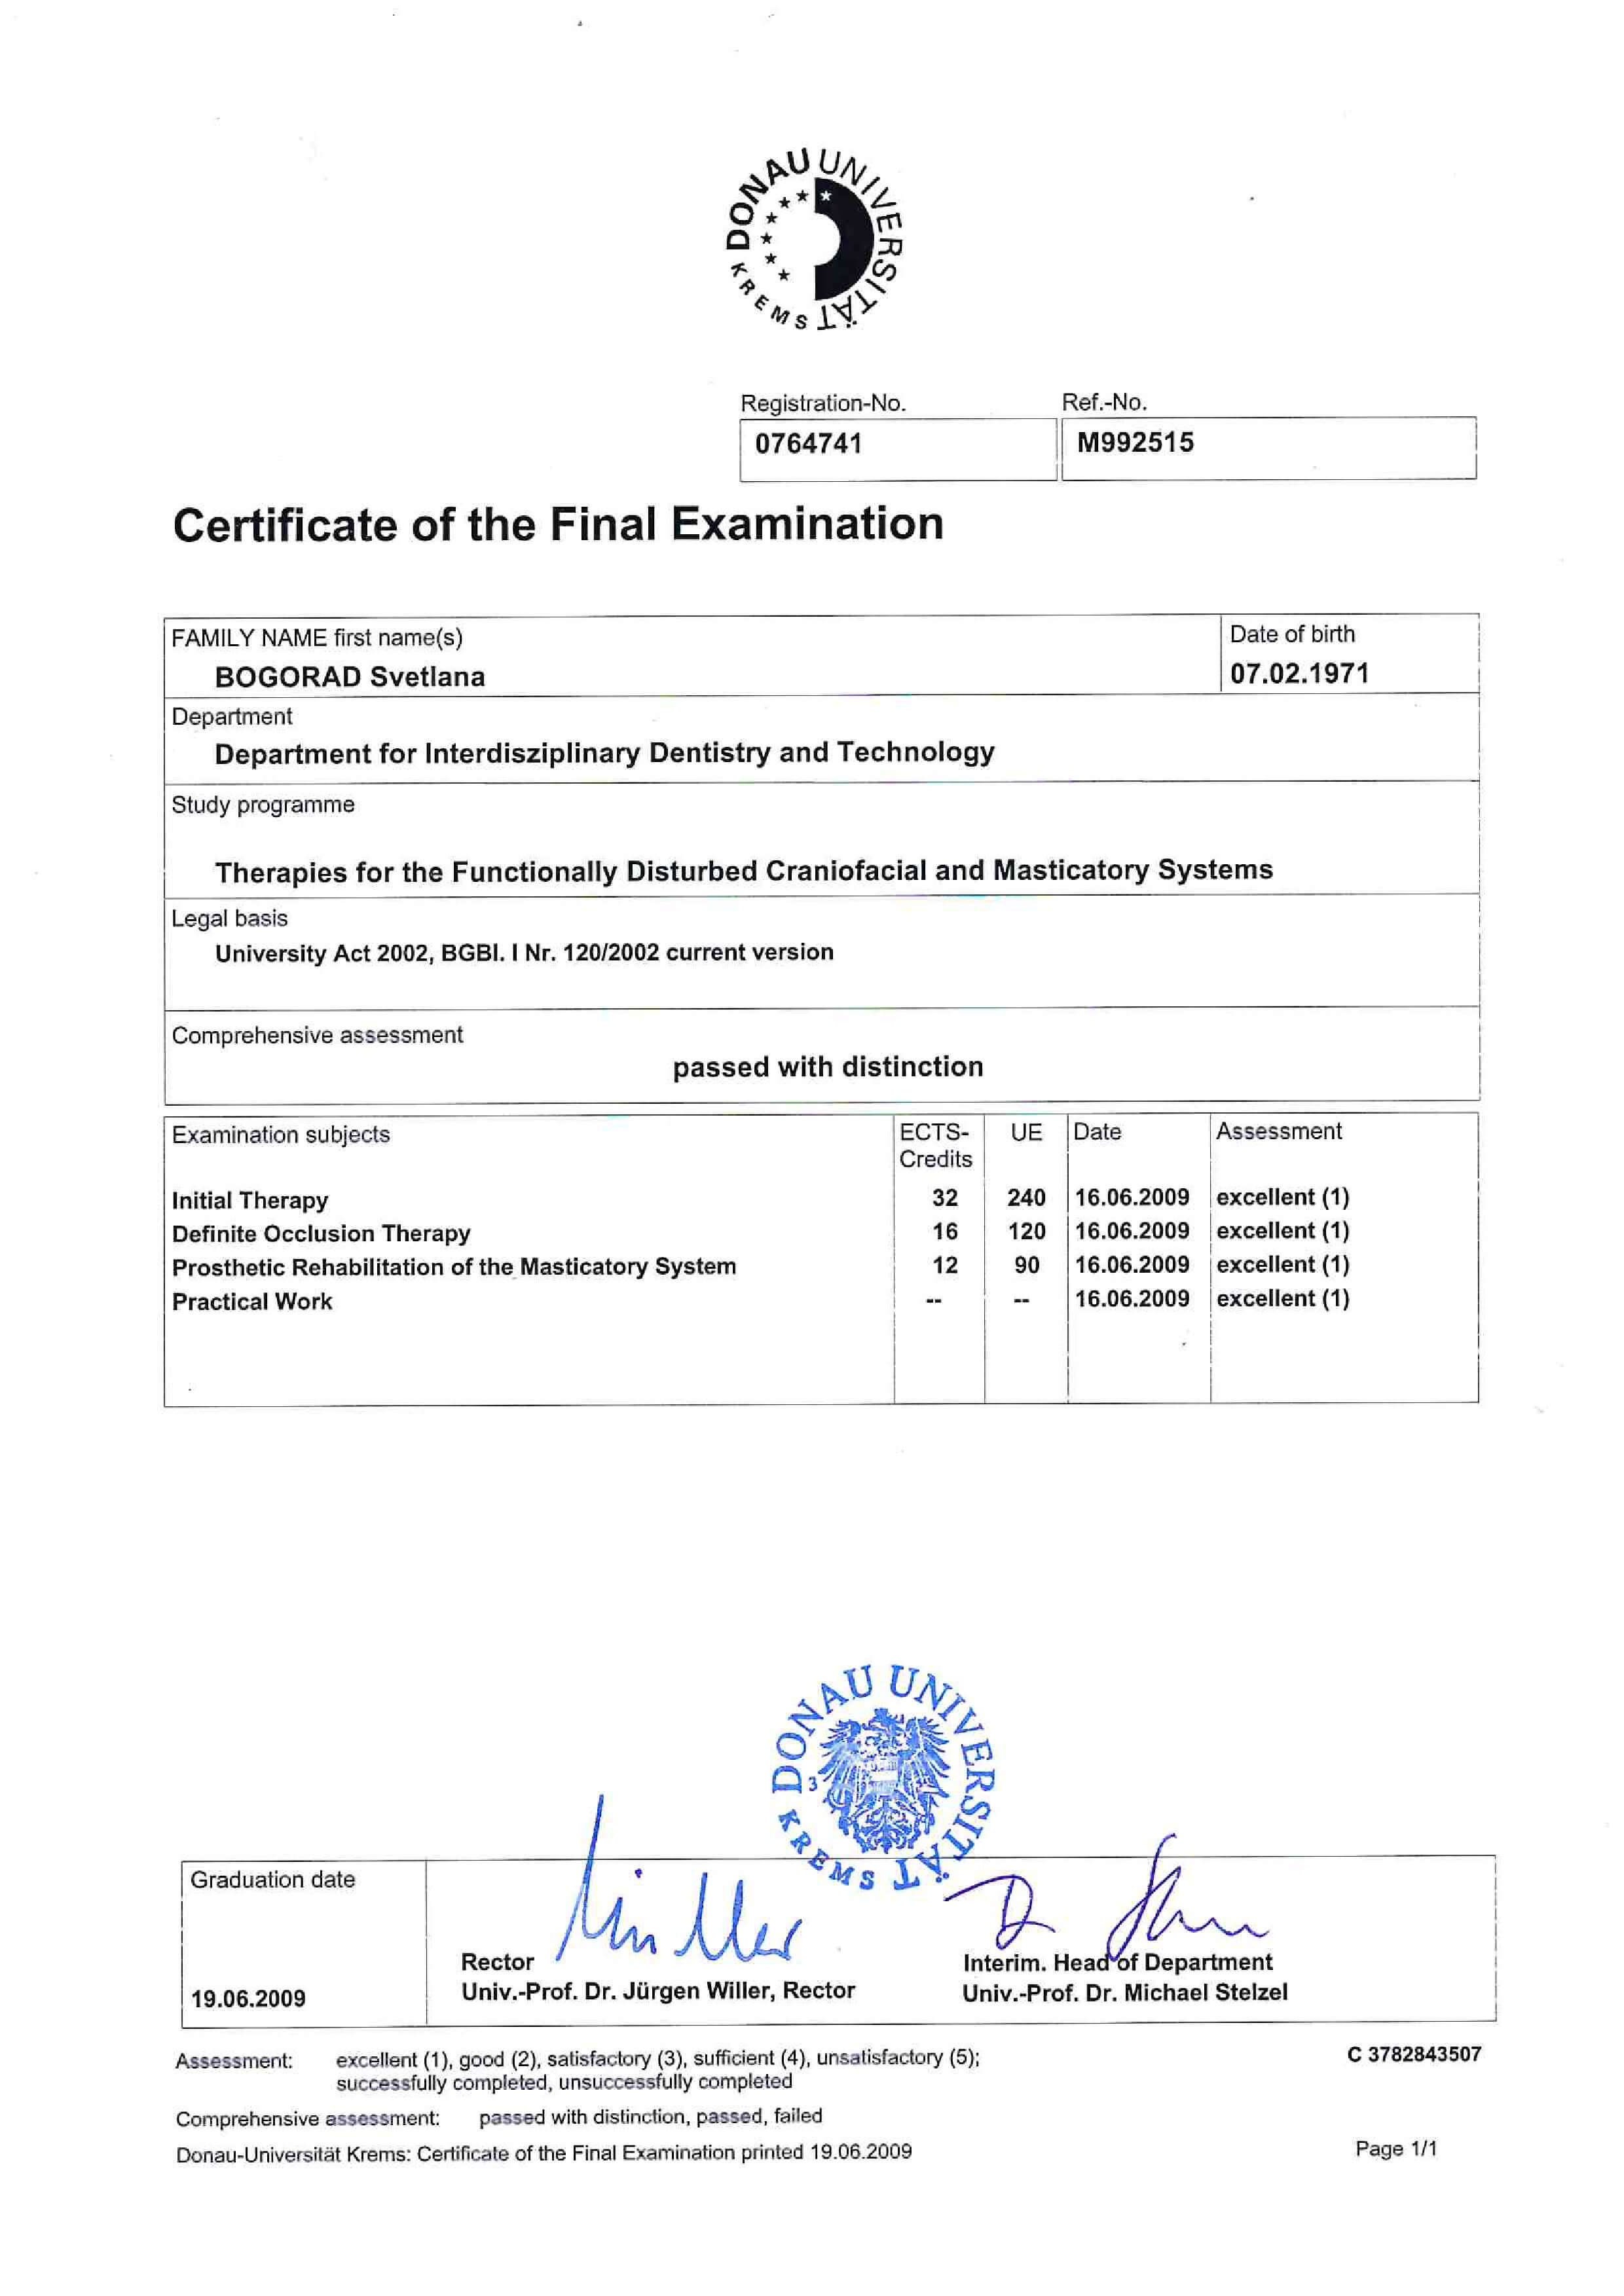 DONAU UNIVERSITÄT KREMS
Registration-No. Ref.-No.
0764741 M992515
Certificate of the Final Examination
FAMILY NAME first name(s) Date of birth
BOGORAD Svetlana 07.02.1971
Department
Department for Interdisziplinary Dentistry and Technology
Study programme
Therapies for the Functionally Disturbed Craniofacial and Masticatory Systems
Legal basis
University Act 2002, BGBl. I Nr. 120/2002 current version
Comprehensive assessment
passed with distinction
Examination subjects ECTS- UE Date Assessment
Credits
Initial Therapy 32 240 16.06.2009 excellent (1)
Definite Occlusion Therapy 16 120 16.06.2009 excellent (1)
Prosthetic Rehabilitation of the Masticatory System 12 90 16.06.2009 excellent (1)
Practical Work -- -- 16.06.2009 excellent (1)
DONAU UNIVERSITÄT KREMS
3
Graduation date
Rector Interim. Head of Department
19.06.2009 Univ.-Prof. Dr. Jürgen Willer, Rector Univ.-Prof. Dr. Michael Stelzel
Assessment: excellent (1), good (2), satisfactory (3), sufficient (4), unsatisfactory (5); C 3782843507
successfully completed, unsuccessfully completed
Comprehensive assessment: passed with distinction, passed, failed
Donau-Universität Krems: Certificate of the Final Examination printed 19.06.2009 Page 1/1